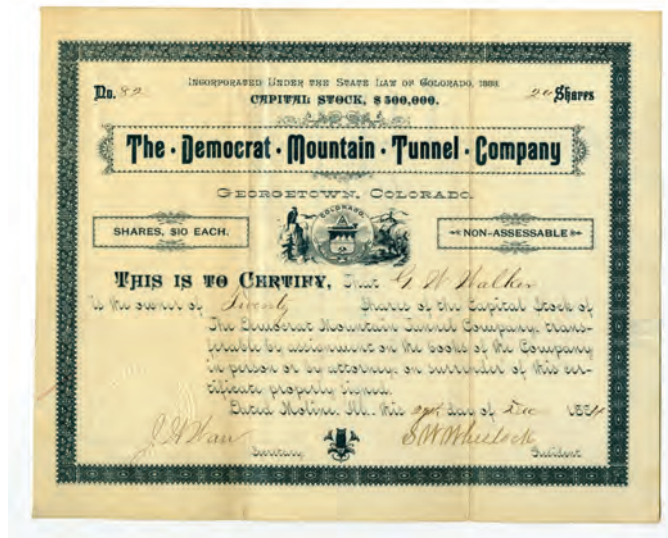 No. 82
Incorporated Under the State Law of Colorado, 188
CAPITAL STOCK, $500,000.
20 Shares
The · Democrat · Mountain · Tunnel · Company
Georgetown, Colorado.
SHARES, $10 EACH.
COLORADO
NON-ASSESSABLE
THIS IS TO CERTIFY, That G W Walker
is the owner of Twenty Shares of the Capital Stock of
The Democrat Mountain Tunnel Company, trans-
ferable by assignment on the books of the Company
in person or by attorney on surrender of this cer-
tificate properly signed.
Dated Moline, Ill. this day of Dec 188
Secretary
S W Wheelock
President